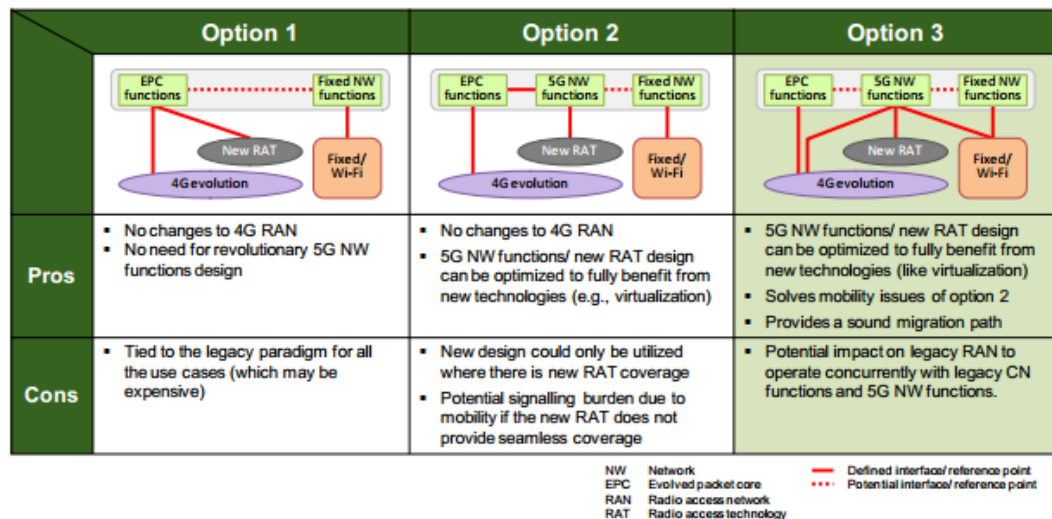 Option 1
Option 2
Option 3
EPC
functions
Fixed NW
functions
New RAT
Fixed/
Wi-Fi
4G evolution
EPC
functions
5G NW
functions
Fixed NW
functions
New RAT
Fixed/
Wi-Fi
4G evolution
EPC
functions
5G NW
functions
Fixed NW
functions
New RAT
Fixed/
Wi-Fi
4G evolution
Pros
▪ No changes to 4G RAN
▪ No need for revolutionary 5G NW
functions design
▪ No changes to 4G RAN
▪ 5G NW functions/ new RAT design
can be optimized to fully benefit from
new technologies (e.g., virtualization)
▪ 5G NW functions/ new RAT design
can be optimized to fully benefit from
new technologies (like virtualization)
▪ Solves mobility issues of option 2
▪ Provides a sound migration path
Cons
▪ Tied to the legacy paradigm for all
the use cases (which may be
expensive)
▪ New design could only be utilized
where there is new RAT coverage
▪ Potential signalling burden due to
mobility if the new RAT does not
provide seamless coverage
▪ Potential impact on legacy RAN to
operate concurrently with legacy CN
functions and 5G NW functions.
NW Network
EPC Evolved packet core
RAN Radio access network
RAT Radio access technology
Defined interface/ reference point
Potential interface/ reference point